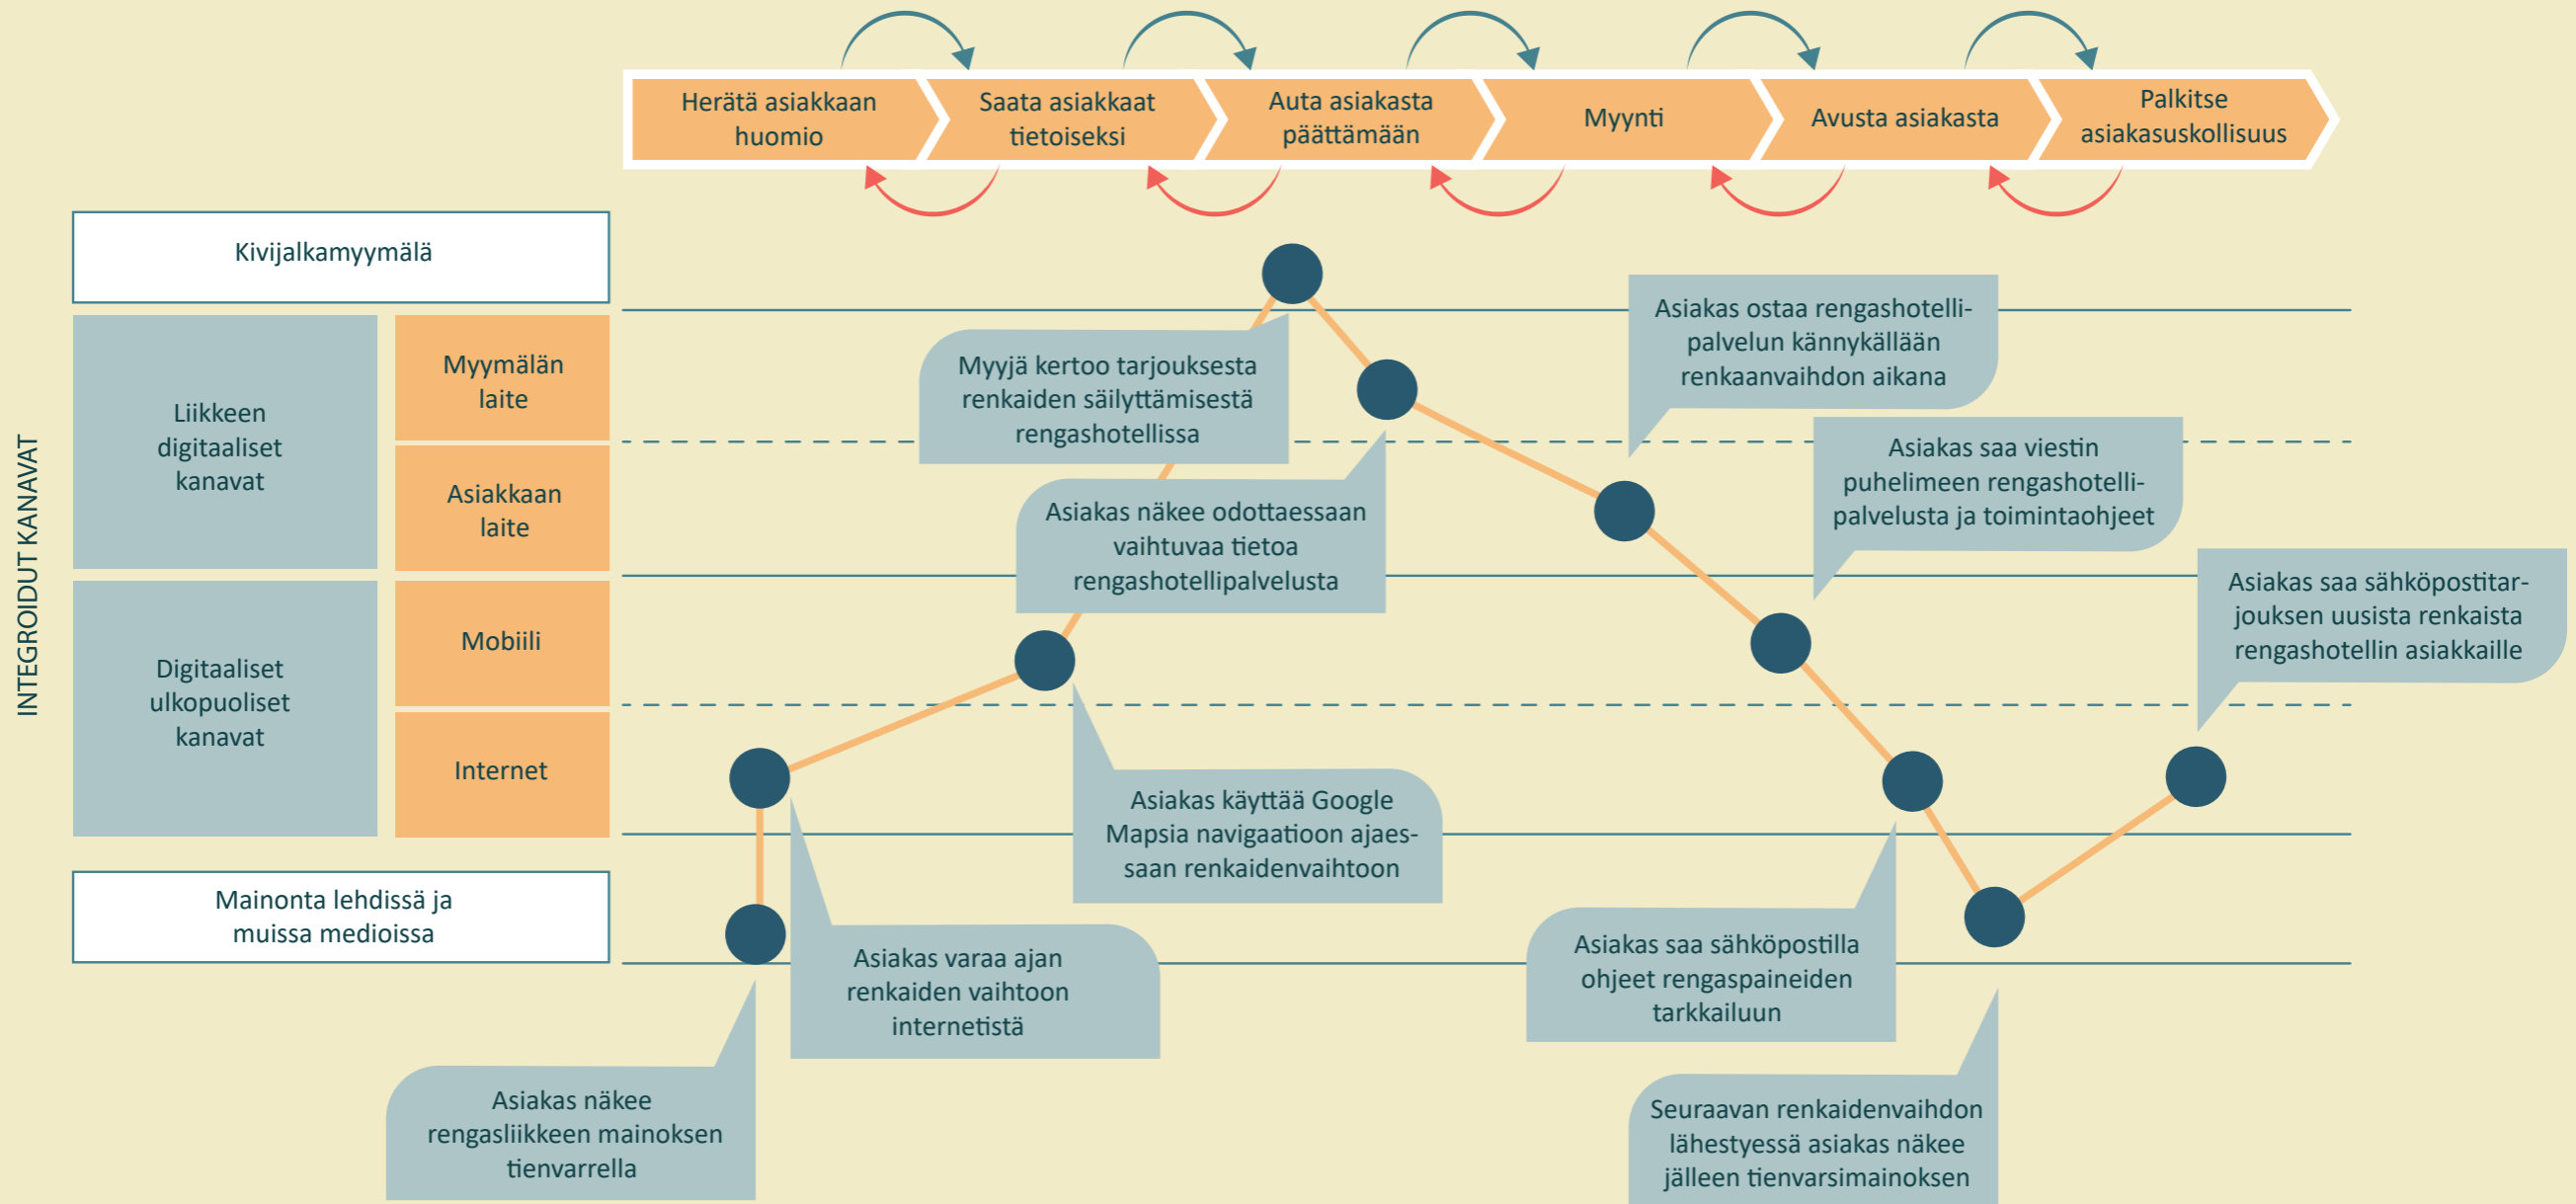 Herätä asiakkaan
huomio
Saata asiakkaat
tietoiseksi
Auta asiakasta
päättämään
Myynti
Avusta asiakasta
Palkitse
asiakasuskollisuus
INTEGROIDUT KANAVAT
Kivijalkamyymälä
Liikkeen
digitaaliset
kanavat
Myymälän
laite
Asiakkaan
laite
Digitaaliset
ulkopuoliset
kanavat
Mobiili
Internet
Mainonta lehdissä ja
muissa medioissa
Asiakas näkee
rengasliikkeen mainoksen
tienvarrella
Asiakas varaa ajan
renkaiden vaihtoon
internetistä
Asiakas käyttää Google
Mapsia navigaatioon ajaes-
saan renkaidenvaihtoon
Myyjä kertoo tarjouksesta
renkaiden säilyttämisestä
rengashotellissa
Asiakas näkee odottaessaan
vaihtuvaa tietoa
rengashotellipalvelusta
Asiakas ostaa rengashotelli-
palvelun kännykällään
renkaanvaihdon aikana
Asiakas saa viestin
puhelimeen rengashotelli-
palvelusta ja toimintaohjeet
Asiakas saa sähköpostilla
ohjeet rengaspaineiden
tarkkailuun
Seuraavan renkaidenvaihdon
lähestyessä asiakas näkee
jälleen tienvarsimainoksen
Asiakas saa sähköpostitar-
jouksen uusista renkaista
rengashotellin asiakkaille